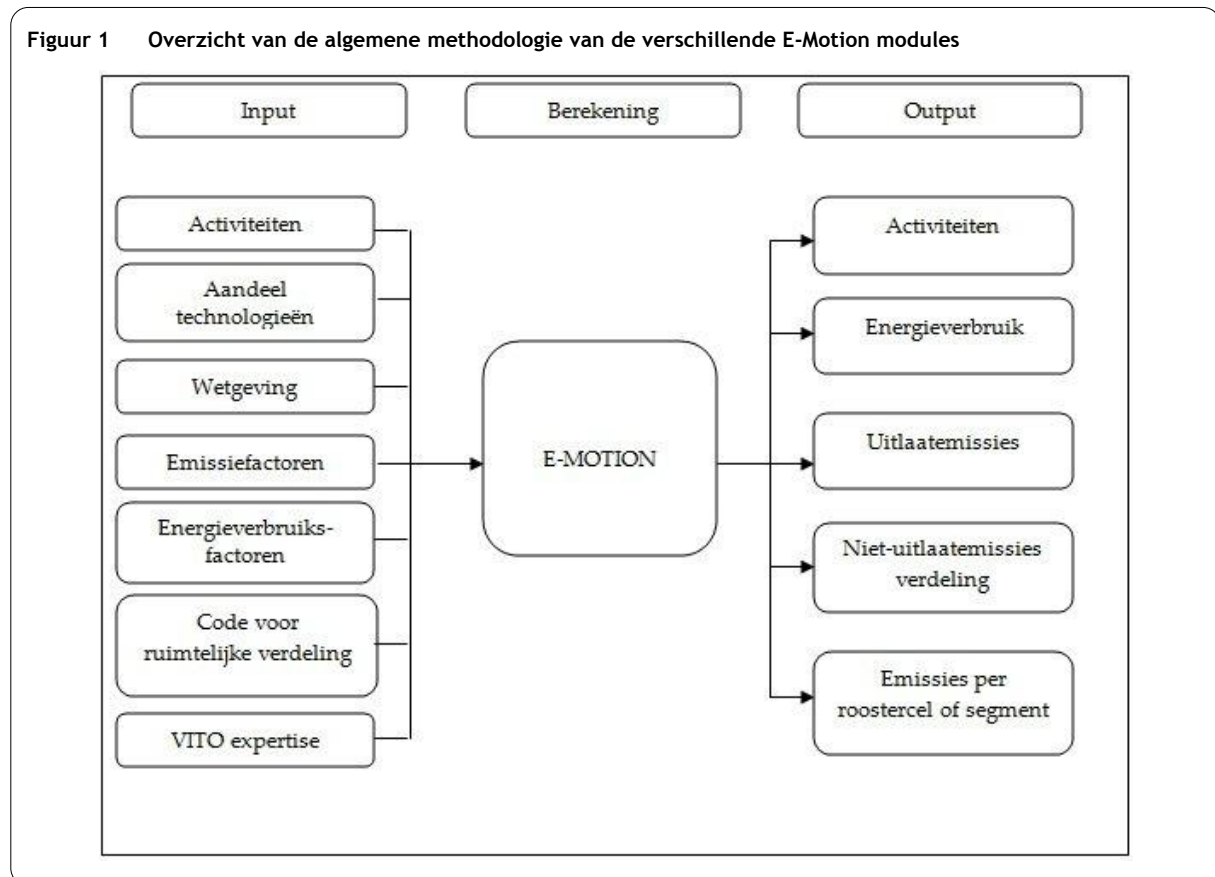 Figuur 1 Overzicht van de algemene methodologie van de verschillende E-Motion modules
Input
Berekening
Output
Activiteiten
Aandeel
technologieën
Wetgeving
Emissiefactoren
Energieverbruiks-
factoren
Code voor
ruimtelijke verdeling
VITO expertise
E-MOTION
Activiteiten
Energieverbruik
Uitlaatemissies
Niet-uitlaatemissies
verdeling
Emissies per
roostercel of segment